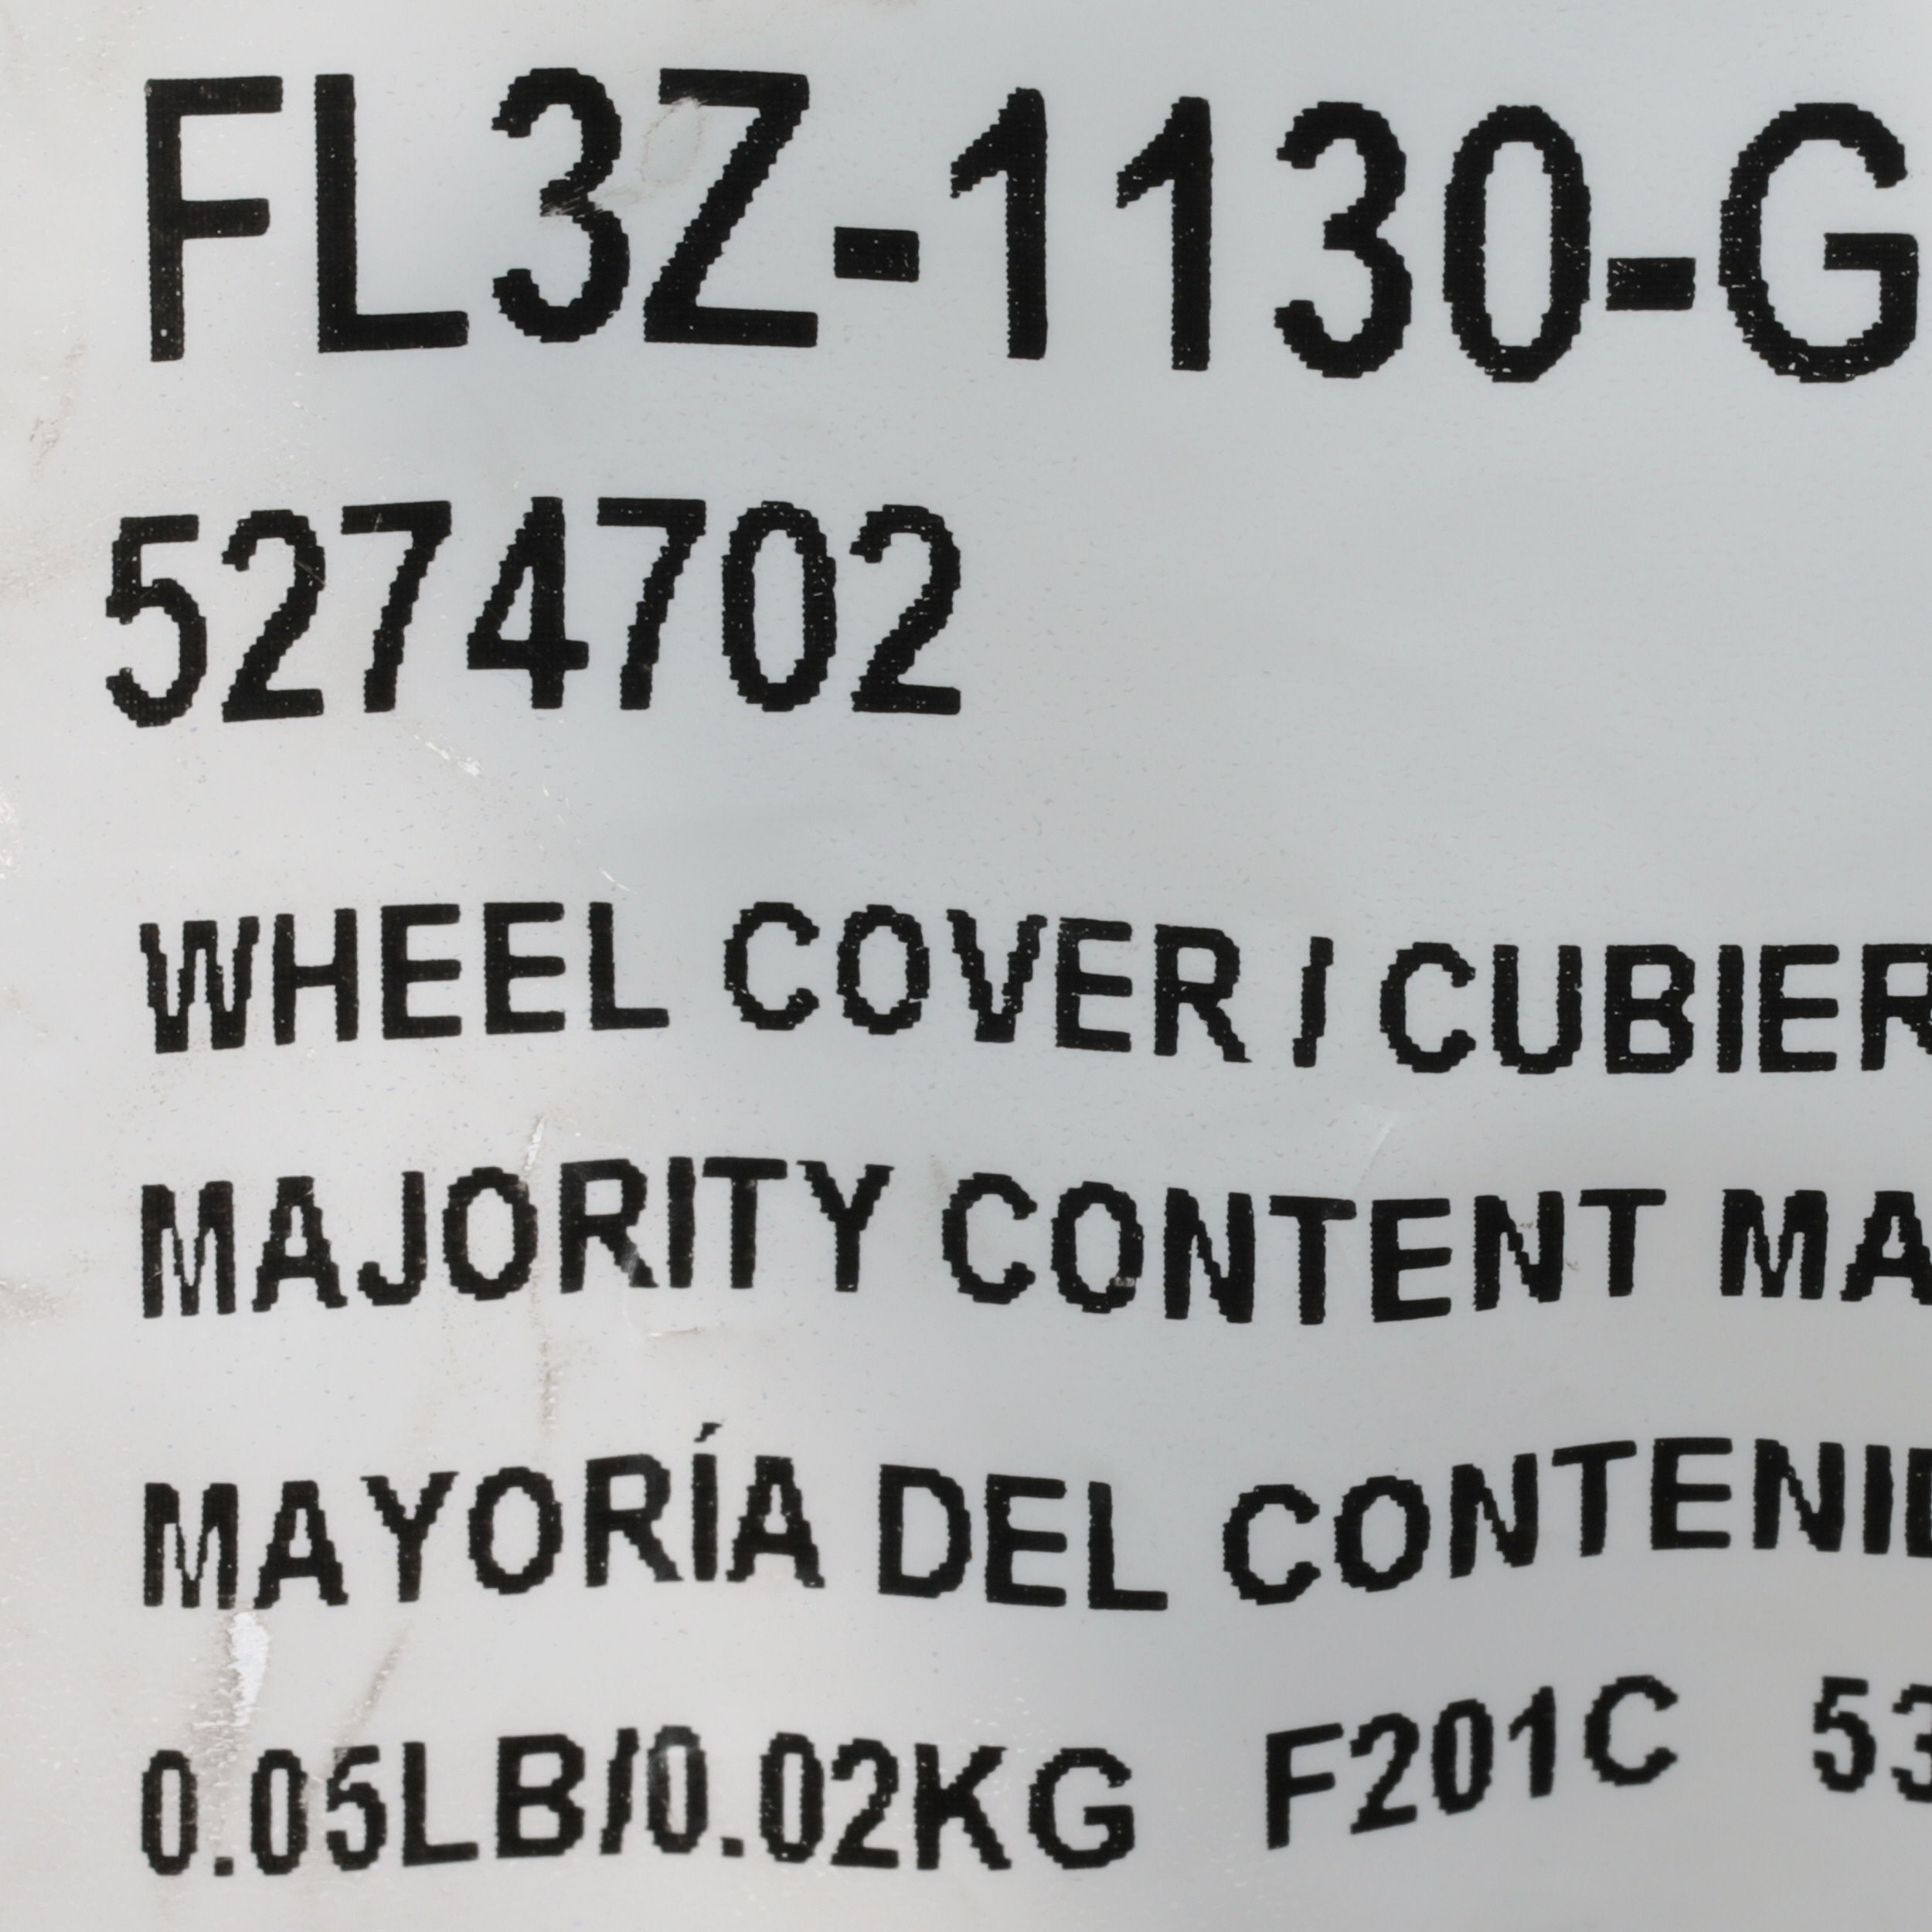 FL3Z-1130-G
5274702
WHEEL COVER / CUBIER
MAJORITY CONTENT MA
MAYORÍA DEL CONTENI
0.05LB/0.02KG F201C 53